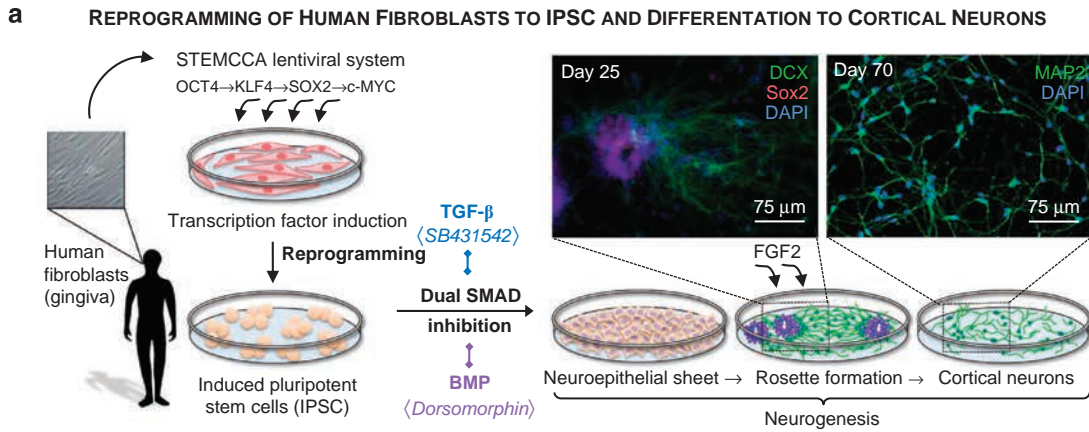 a REPROGRAMMING OF HUMAN FIBROBLASTS TO IPSC AND DIFFERENTATION TO CORTICAL NEURONS
STEMCCA lentiviral system
OCT4→KLF4→SOX2→c-MYC
Transcription factor induction
Human
fibroblasts
(gingiva)
Reprogramming
Induced pluripotent
stem cells (IPSC)
TGF-β
⟨SB431542⟩
Dual SMAD
inhibition
BMP
⟨Dorsomorphin⟩
Day 25
DCX
Sox2
DAPI
75 μm
Day 70
MAP2
DAPI
75 μm
FGF2
Neuroepithelial sheet → Rosette formation → Cortical neurons
Neurogenesis